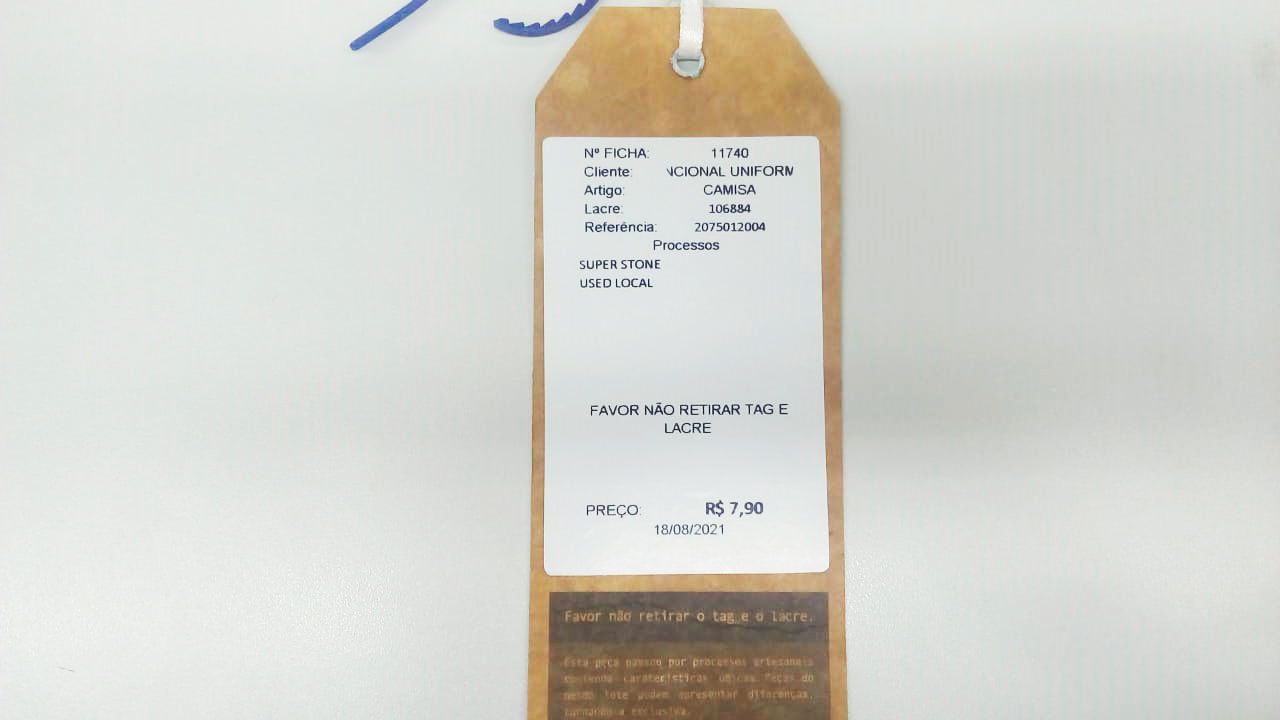 Nº FICHA: 11740
Cliente: NCIONAL UNIFORM
Artigo: CAMISA
Lacre: 106884
Referência: 2075012004
Processos
SUPER STONE
USED LOCAL
FAVOR NÃO RETIRAR TAG E
LACRE
PREÇO: R$ 7,90
18/08/2021
Favor não retirar o tag e o lacre.
Esta peça passou por processos artesanais
contendo características únicas. Peças do
mesmo lote podem apresentar diferenças,
tornando-a exclusiva.